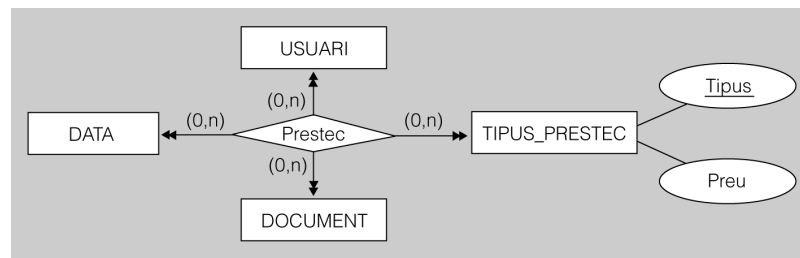 USUARI
(0,n)
DATA
(0,n)
Prestec
(0,n)
TIPUS_PRESTEC
Tipus
Preu
(0,n)
DOCUMENT